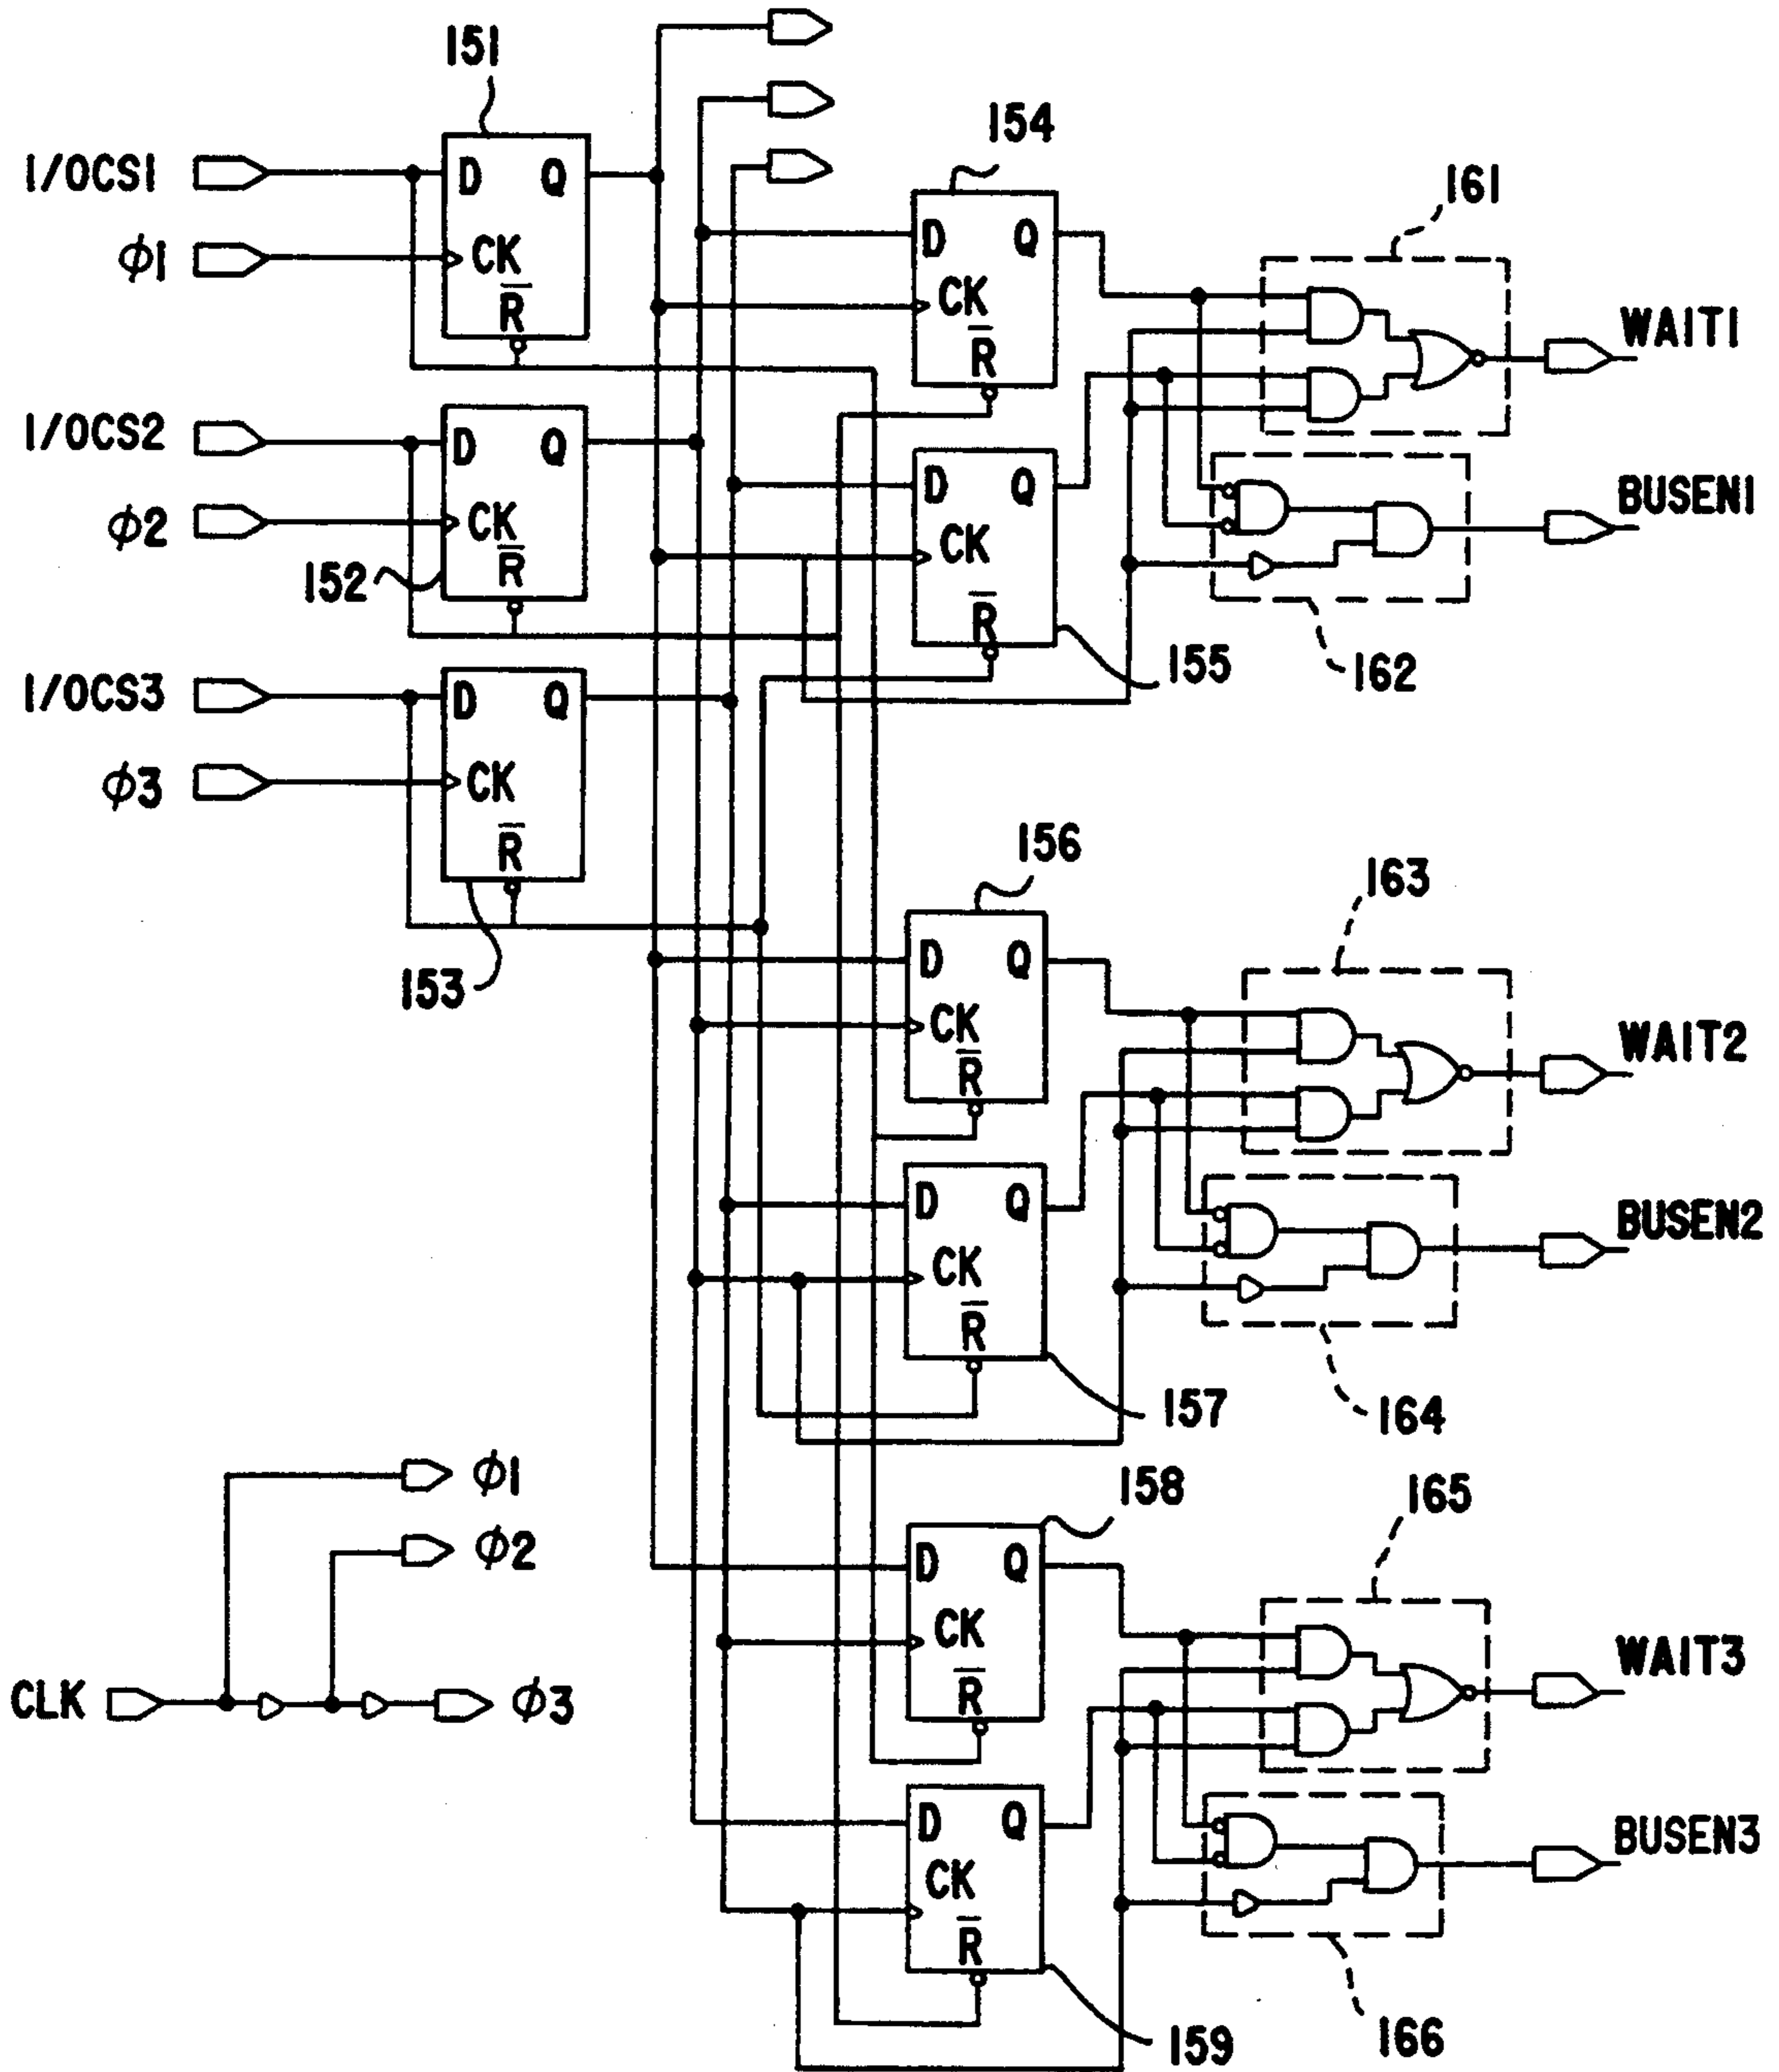 151
I/OCS1
D Q
ϕ1
CK
R̅
154
D Q
CK
R̅
161
WAIT1
I/OCS2
D Q
ϕ2
CK
R̅
152
D Q
CK
R̅
155
BUSEN1
162
I/OCS3
D Q
ϕ3
CK
R̅
153
156
D Q
CK
R̅
163
WAIT2
D Q
CK
R̅
157
BUSEN2
164
ϕ1
ϕ2
CLK
ϕ3
158
D Q
CK
R̅
165
WAIT3
D Q
CK
R̅
159
BUSEN3
166